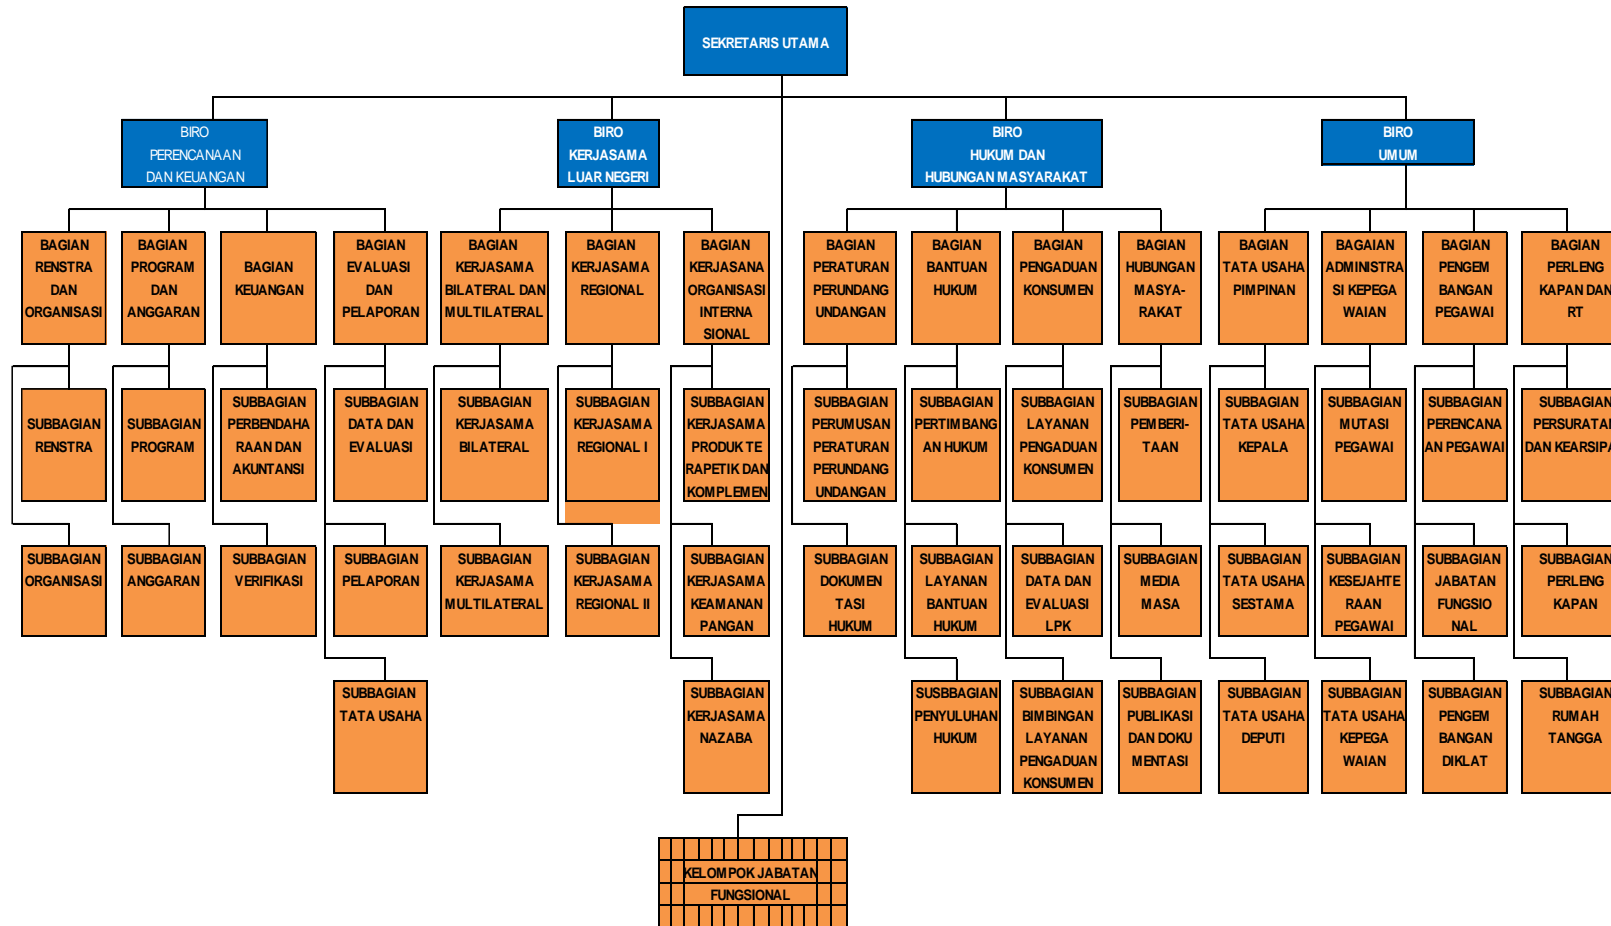 SEKRETARIS UTAMA
BIRO
PERENCANAAN
DAN KEUANGAN
BIRO
KERJASAMA
LUAR NEGERI
BIRO
HUKUM DAN
HUBUNGAN MASYARAKAT
BIRO
UMUM
BAGIAN
RENSTRA
DAN
ORGANISASI
BAGIAN
PROGRAM
DAN
ANGGARAN
BAGIAN
KEUANGAN
BAGIAN
EVALUASI
DAN
PELAPORAN
BAGIAN
KERJASAMA
BILATERAL DAN
MULTILATERAL
BAGIAN
KERJASAMA
REGIONAL
BAGIAN
KERJASANA
ORGANISASI
INTERNA
SIONAL
BAGIAN
PERATURAN
PERUNDANG
UNDANGAN
BAGIAN
BANTUAN
HUKUM
BAGIAN
PENGADUAN
KONSUMEN
BAGIAN
HUBUNGAN
MASYA-
RAKAT
BAGIAN
TATA USAHA
PIMPINAN
BAGAIAN
ADMINISTRA
SI KEPEGA
WAIAN
BAGIAN
PENGEM
BANGAN
PEGAWAI
BAGIAN
PERLENG
KAPAN DAN
RT
SUBBAGIAN
RENSTRA
SUBBAGIAN
PROGRAM
SUBBAGIAN
PERBENDAHA
RAAN DAN
AKUNTANSI
SUBBAGIAN
DATA DAN
EVALUASI
SUBBAGIAN
KERJASAMA
BILATERAL
SUBBAGIAN
KERJASAMA
REGIONAL I
SUBBAGIAN
KERJASAMA
PRODUK TE
RAPETIK DAN
KOMPLEMEN
SUBBAGIAN
PERUMUSAN
PERATURAN
PERUNDANG
UNDANGAN
SUBBAGIAN
PERTIMBANG
AN HUKUM
SUBBAGIAN
LAYANAN
PENGADUAN
KONSUMEN
SUBBAGIAN
PEMBERI-
TAAN
SUBBAGIAN
TATA USAHA
KEPALA
SUBBAGIAN
MUTASI
PEGAWAI
SUBBAGIAN
PERENCANA
AN PEGAWAI
SUBBAGIAN
PERSURATAN
DAN KEARSIPA
SUBBAGIAN
ORGANISASI
SUBBAGIAN
ANGGARAN
SUBBAGIAN
VERIFIKASI
SUBBAGIAN
PELAPORAN
SUBBAGIAN
KERJASAMA
MULTILATERAL
SUBBAGIAN
KERJASAMA
REGIONAL II
SUBBAGIAN
KERJASAMA
KEAMANAN
PANGAN
SUBBAGIAN
DOKUMEN
TASI
HUKUM
SUBBAGIAN
LAYANAN
BANTUAN
HUKUM
SUBBAGIAN
DATA DAN
EVALUASI
LPK
SUBBAGIAN
MEDIA
MASA
SUBBAGIAN
TATA USAHA
SESTAMA
SUBBAGIAN
KESEJAHTE
RAAN
PEGAWAI
SUBBAGIAN
JABATAN
FUNGSIO
NAL
SUBBAGIAN
PERLENG
KAPAN
SUBBAGIAN
TATA USAHA
SUBBAGIAN
KERJASAMA
NAZABA
SUSBBAGIAN
PENYULUHAN
HUKUM
SUBBAGIAN
BIMBINGAN
LAYANAN
PENGADUAN
KONSUMEN
SUBBAGIAN
PUBLIKASI
DAN DOKU
MENTASI
SUBBAGIAN
TATA USAHA
DEPUTI
SUBBAGIAN
TATA USAHA
KEPEGA
WAIAN
SUBBAGIAN
PENGEM
BANGAN
DIKLAT
SUBBAGIAN
RUMAH
TANGGA
KELOMPOK JABATAN
FUNGSIONAL